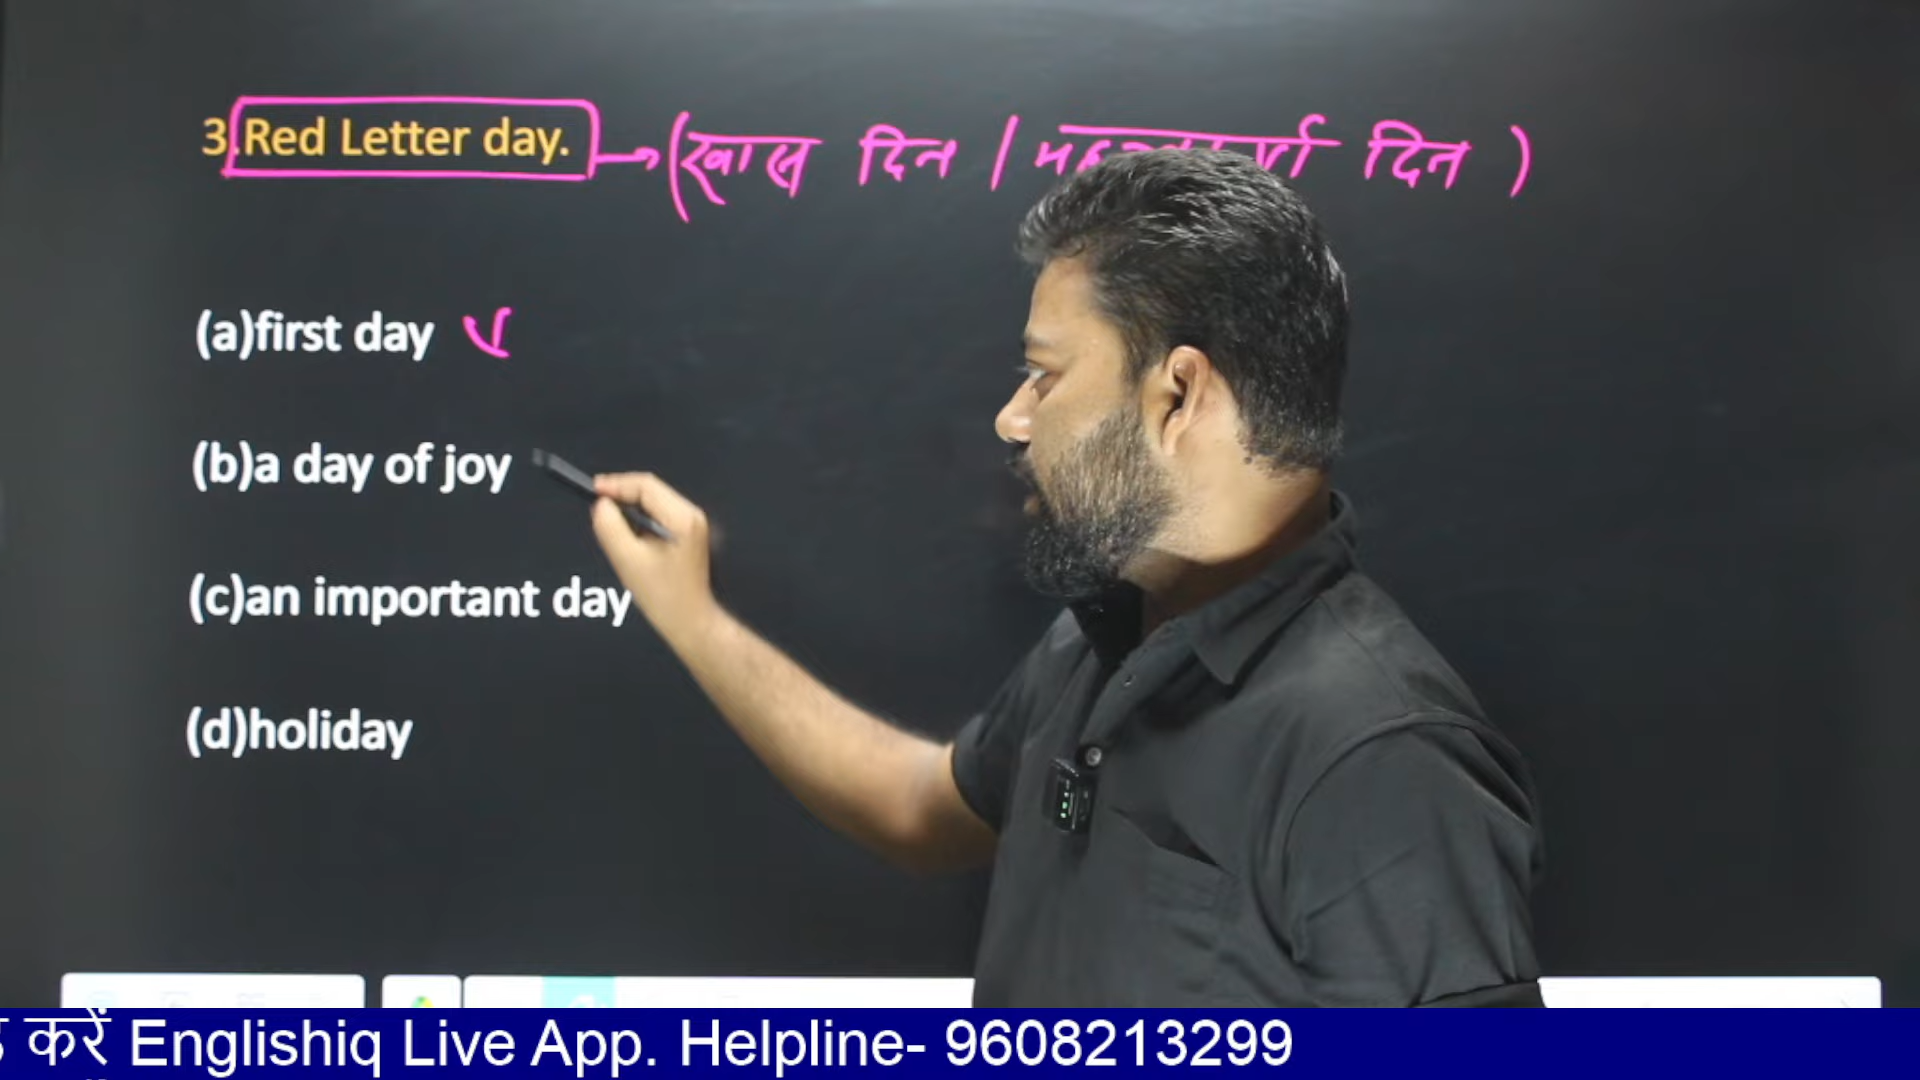 3.Red Letter day. → (खास दिन / दिन )
(a)first day
(b)a day of joy
(c)an important day
(d)holiday
करें Englishiq Live App. Helpline- 9608213299